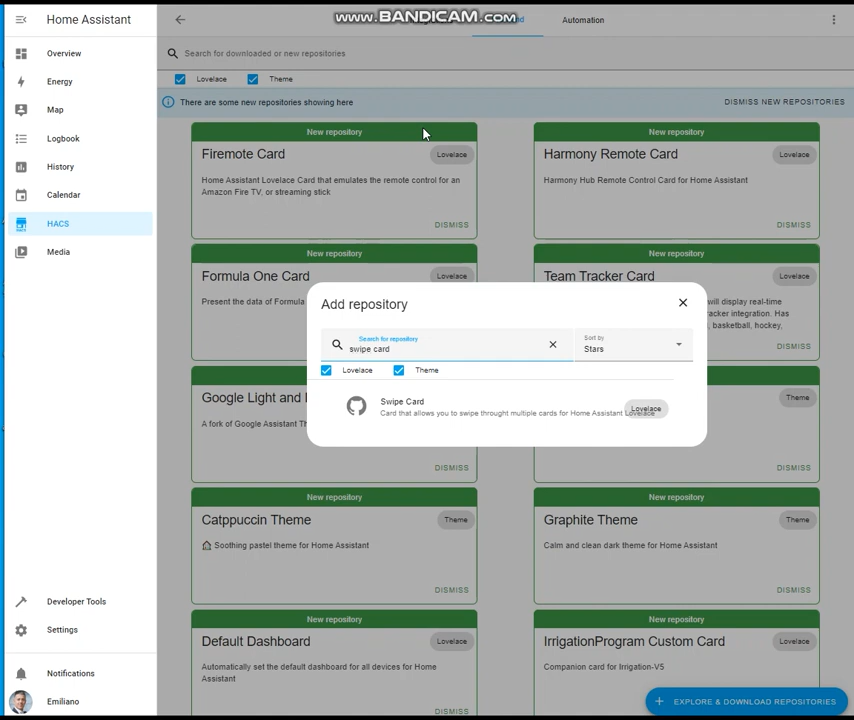 Home Assistant
www.BANDICAM.com
Automation
Overview
Energy
Map
Logbook
History
Calendar
HACS
Media
Developer Tools
Settings
Notifications
Emiliano
Search for downloaded or new repositories
Lovelace
Theme
There are some new repositories showing here
DISMISS NEW REPOSITORIES
New repository
Firemote Card
Lovelace
Home Assistant Lovelace Card that emulates the remote control for an
Amazon Fire TV, or streaming stick
DISMISS
New repository
Harmony Remote Card
Lovelace
Harmony Hub Remote Control Card for Home Assistant
DISMISS
New repository
Formula One Card
Lovelace
Present the data of Formula
New repository
Team Tracker Card
Lovelace
will display real-time
racker integration. Has
, basketball, hockey,
Add repository
Search for repository
swipe card
Sort by
Stars
Lovelace
Theme
Swipe Card
Card that allows you to swipe throught multiple cards for Home Assistant Lovelace
Lovelace
Google Light and
A fork of Google Assistant Th
DISMISS
Theme
DISMISS
New repository
Catppuccin Theme
Theme
Soothing pastel theme for Home Assistant
DISMISS
New repository
Graphite Theme
Theme
Calm and clean dark theme for Home Assistant
DISMISS
New repository
Default Dashboard
Lovelace
Automatically set the default dashboard for all devices for Home
Assistant
DISMISS
New repository
IrrigationProgram Custom Card
Lovelace
Companion card for Irrigation-V5
EXPLORE & DOWNLOAD REPOSITORIES